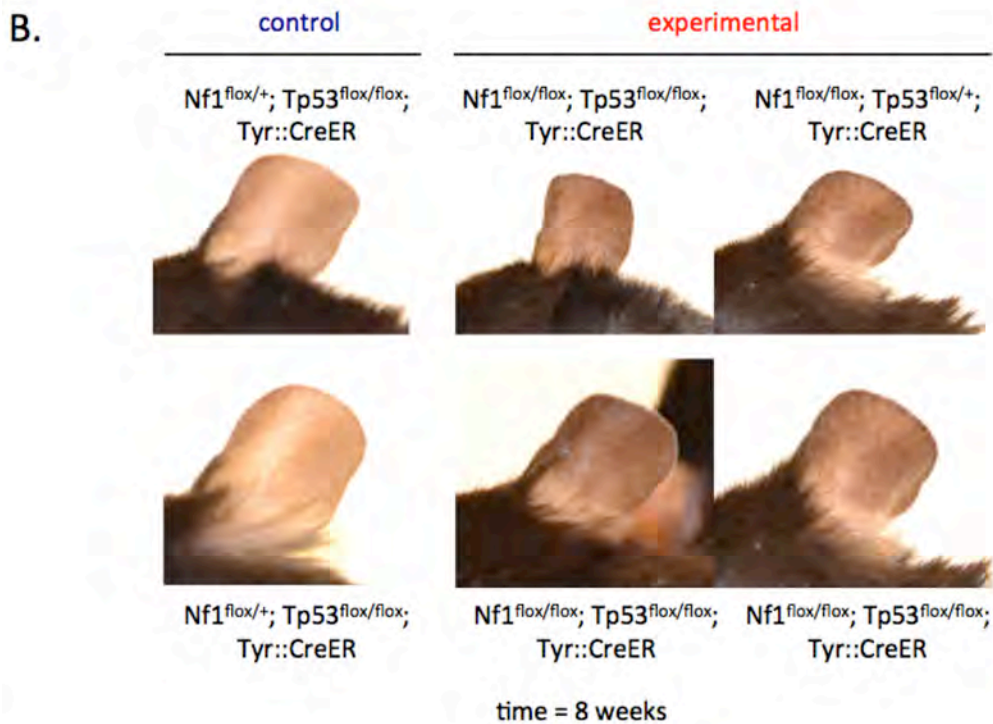 B.
control experimental
Nf1flox/+; Tp53flox/flox; Nf1flox/flox; Tp53flox/flox; Nf1flox/flox; Tp53flox/+;
Tyr::CreER Tyr::CreER Tyr::CreER
Nf1flox/+; Tp53flox/flox; Nf1flox/flox; Tp53flox/flox; Nf1flox/flox; Tp53flox/flox;
Tyr::CreER Tyr::CreER Tyr::CreER
time = 8 weeks